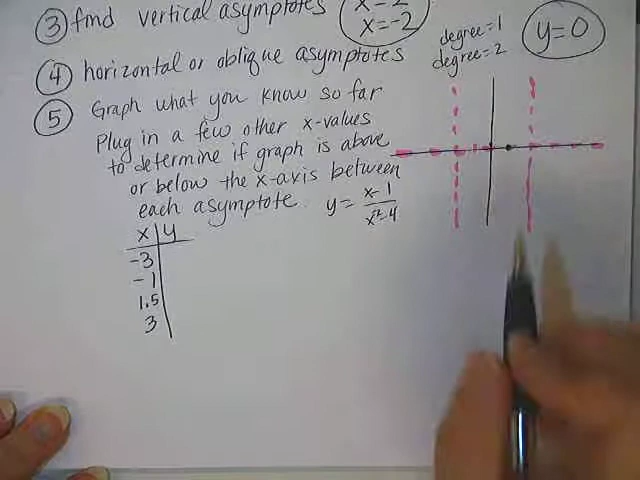 ③ find vertical asymptotes
x=2
x=-2
④ horizontal or oblique asymptotes
degree=1
degree=2
y=0
⑤ Graph what you know so far
Plug in a few other x-values
to determine if graph is above
or below the x-axis between
each asymptote.
y = x-1 / x²-4
x | y
-3
-1
1.5
3